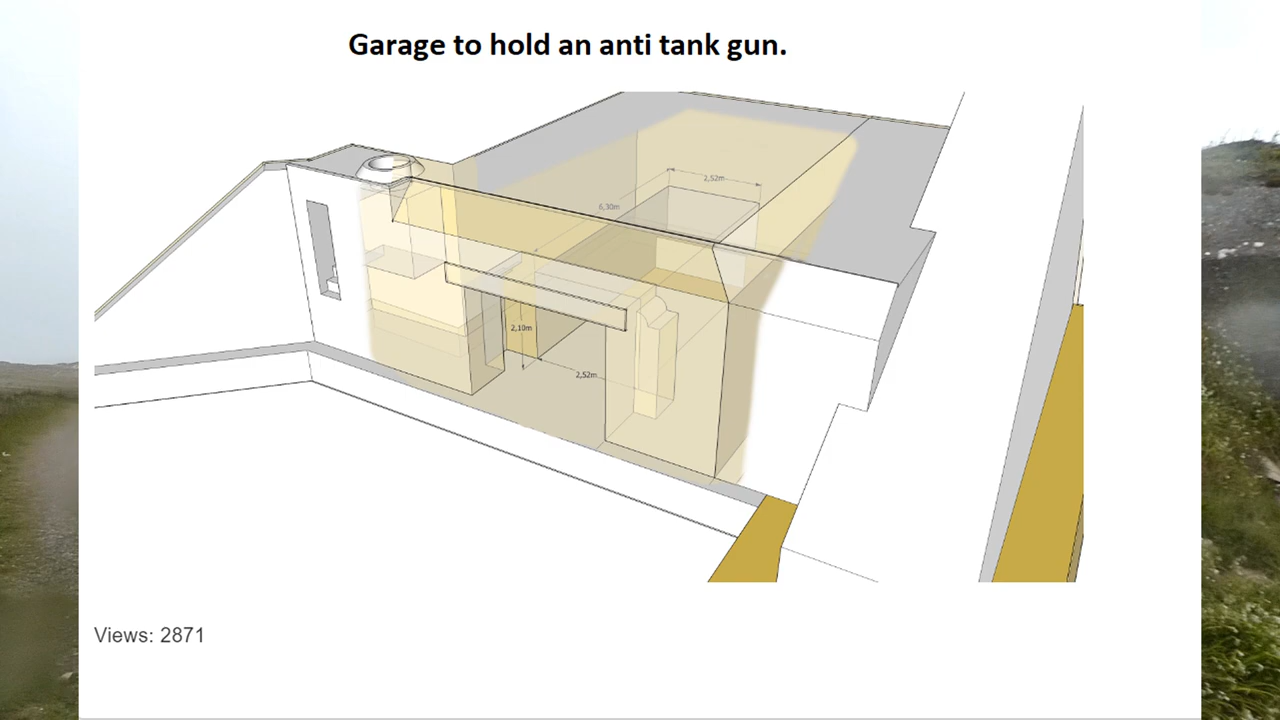 Garage to hold an anti tank gun.
2,52m
6,30m
2,10m
2,52m
Views: 2871